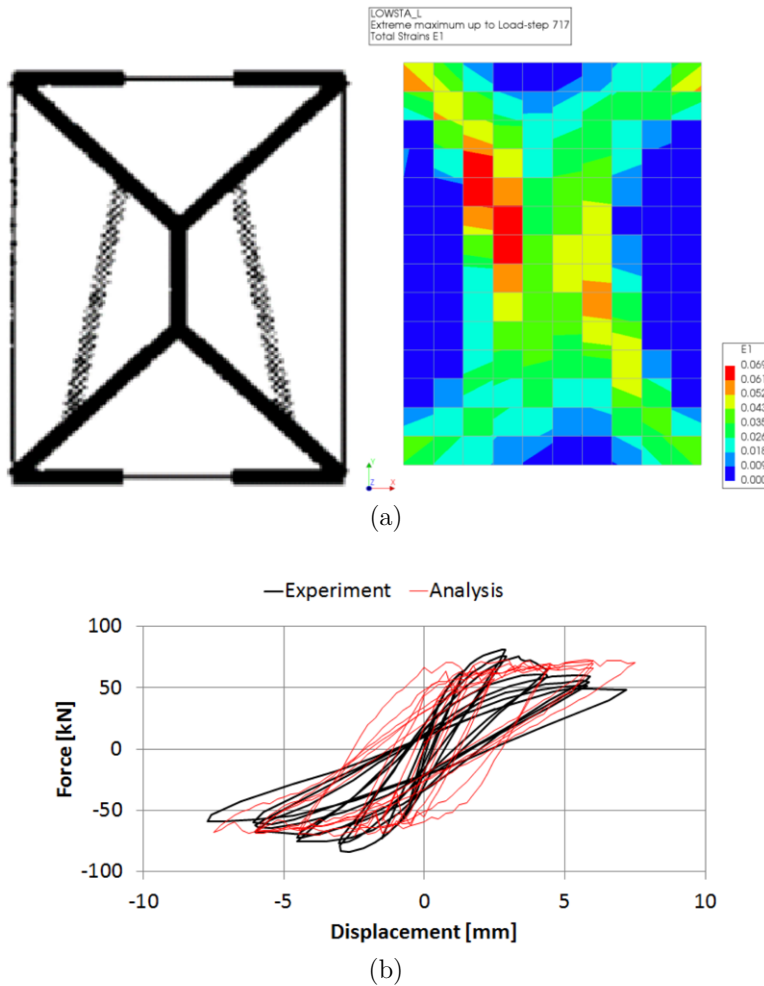 LOWSTA_L
Extreme maximum up to Load-step 717
Total Strains E1
E1
0.069
0.061
0.052
0.043
0.035
0.026
0.018
0.009
0.000
Y
Z
X
(a)
Experiment
Analysis
Force [kN]
100
50
0
-50
-100
-10
-5
0
5
10
Displacement [mm]
(b)